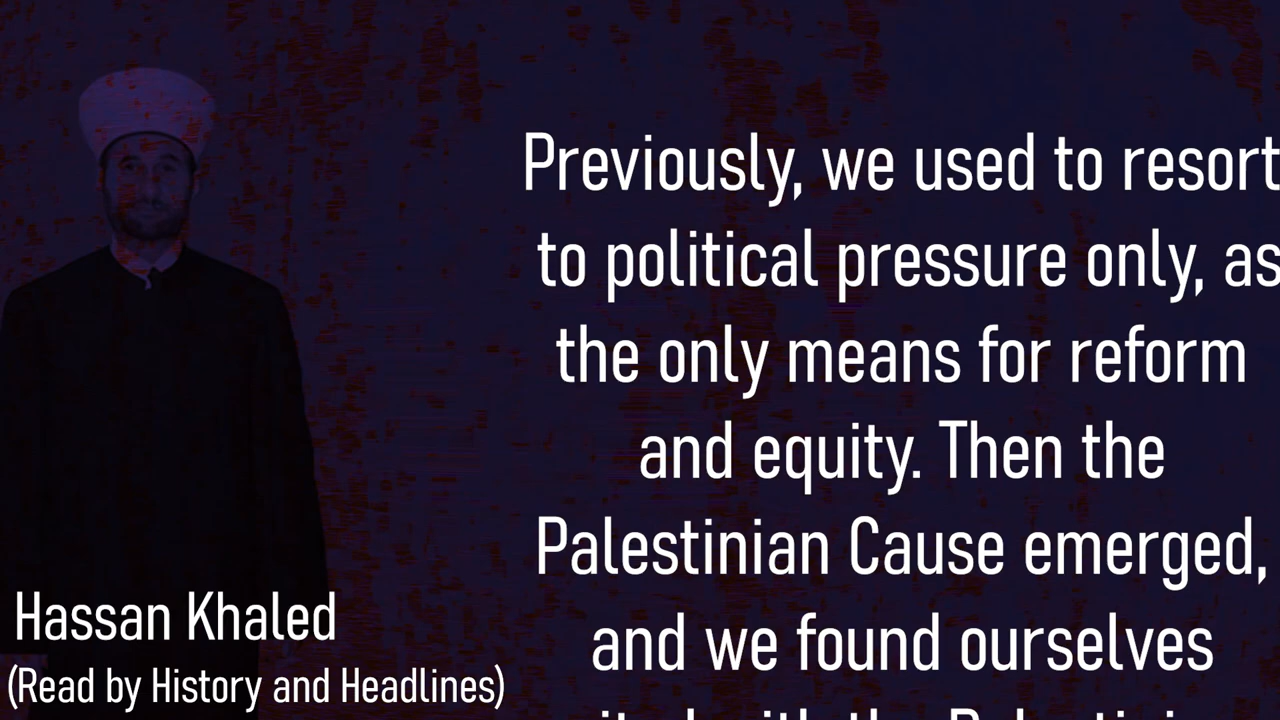 Previously, we used to resort
to political pressure only, as
the only means for reform
and equity. Then the
Palestinian Cause emerged,
and we found ourselves
Hassan Khaled
(Read by History and Headlines)